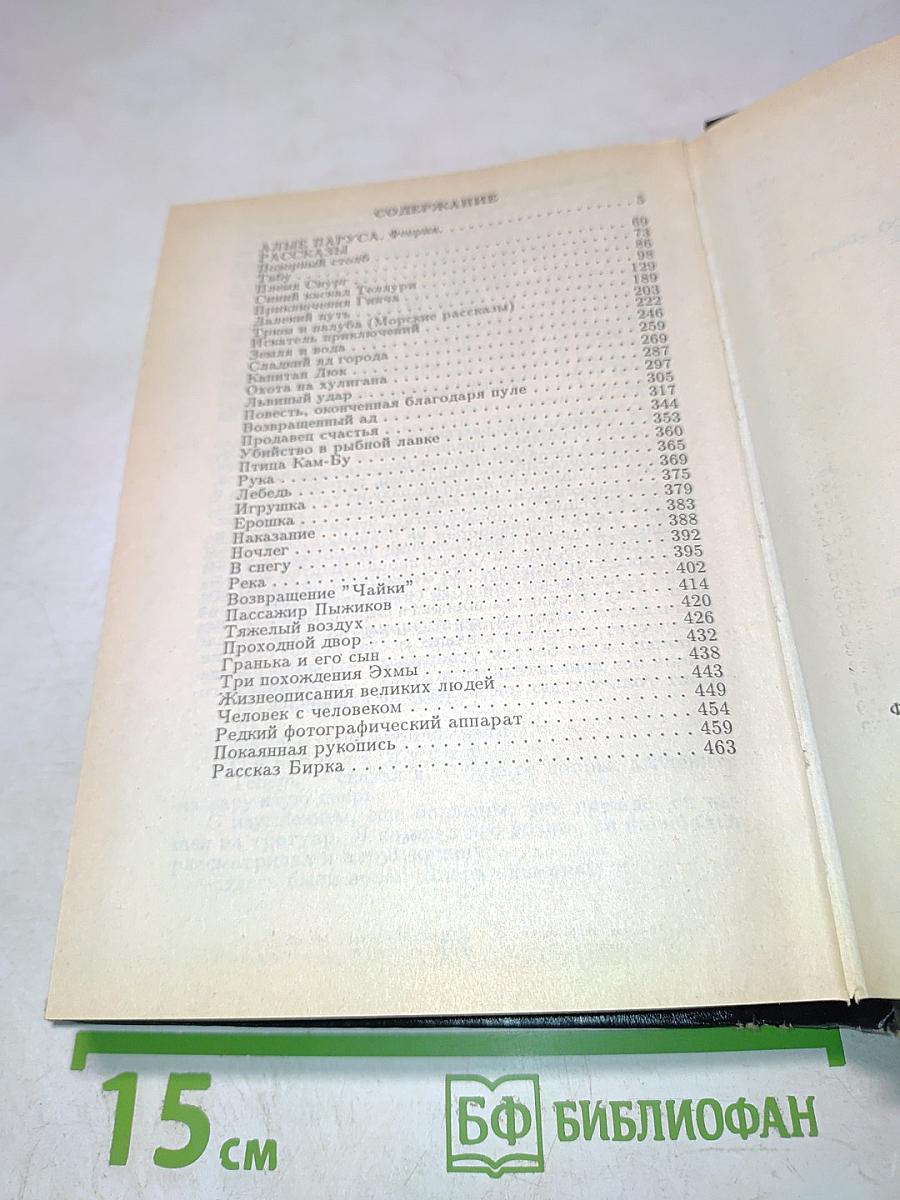 СОДЕРЖАНИЕ
АЛЫЕ ПАРУСА. Феерия. 5
РАССКАЗЫ
Позорный столб 69
Табу 73
Племя Сиург 86
Синий каскад Теллури 98
Приключения Гинча 129
Далекий путь 189
Трюм и палуба (Морские рассказы) 203
Искатель приключений 222
Земля и вода 246
Сладкий яд города 259
Капитан Дюк 269
Охота на хулигана 287
Львиный удар 297
Повесть, оконченная благодаря пуле 305
Возвращенный ад 317
Продавец счастья 344
Убийство в рыбной лавке 353
Птица Кам-Бу 360
Рука 365
Лебедь 369
Игрушка 375
Ерошка 379
Наказание 383
Ночлег 388
В снегу 392
Река 395
Возвращение "Чайки" 402
Пассажир Пыжиков 414
Тяжелый воздух 420
Проходной двор 426
Гранька и его сын 432
Три похождения Эхмы 438
Жизнеописания великих людей 443
Человек с человеком 449
Редкий фотографический аппарат 454
Покаянная рукопись 459
Рассказ Бирка 463
15 см
БФ БИБЛИОФАН